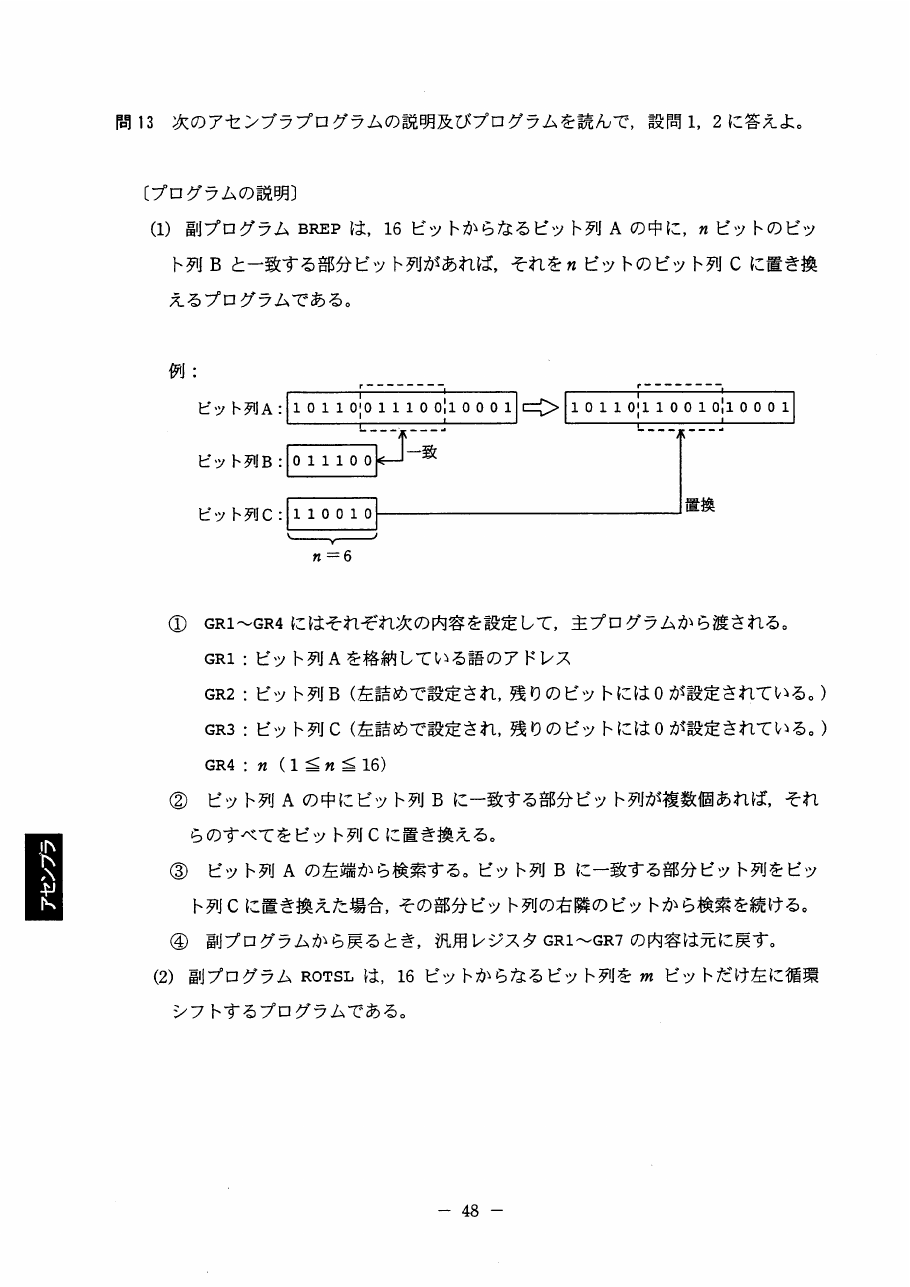 問13 次のアセンブラプログラムの説明及びプログラムを読んで，設問1，2に答えよ。
〔プログラムの説明〕
(1) 副プログラム BREP は，16 ビットからなるビット列 A の中に，n ビットのビッ
ト列 B と一致する部分ビット列があれば，それを n ビットのビット列 C に置き換
えるプログラムである。
例：
ビット列A： 1 0 1 1 0 0 1 1 1 0 0 1 0 0 0 1 ⇨ 1 0 1 1 0 1 1 0 0 1 0 1 0 0 0 1
ビット列B： 0 1 1 1 0 0 一致
ビット列C： 1 1 0 0 1 0 置換
n＝6
① GR1～GR4 にはそれぞれ次の内容を設定して，主プログラムから渡される。
GR1：ビット列 A を格納している語のアドレス
GR2：ビット列 B（左詰めで設定され，残りのビットには 0 が設定されている。）
GR3：ビット列 C（左詰めで設定され，残りのビットには 0 が設定されている。）
GR4：n（1≦n≦16）
② ビット列 A の中にビット列 B に一致する部分ビット列が複数個あれば，それ
らのすべてをビット列 C に置き換える。
③ ビット列 A の左端から検索する。ビット列 B に一致する部分ビット列をビッ
ト列 C に置き換えた場合，その部分ビット列の右隣のビットから検索を続ける。
④ 副プログラムから戻るとき，汎用レジスタ GR1～GR7 の内容は元に戻す。
(2) 副プログラム ROTSL は，16 ビットからなるビット列を m ビットだけ左に循環
シフトするプログラムである。
アセンブラ
－ 48 －